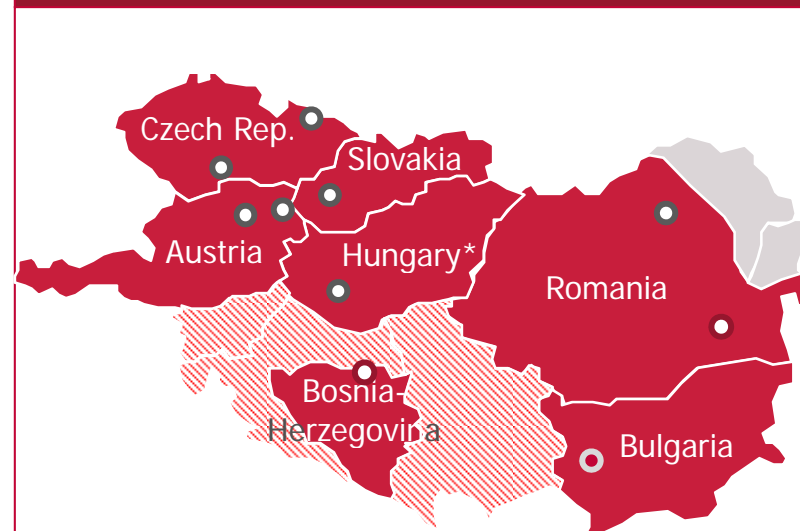 Czech Rep.
Slovakia
Austria
Hungary*
Romania
Bosnia-
Herzegovina
Bulgaria